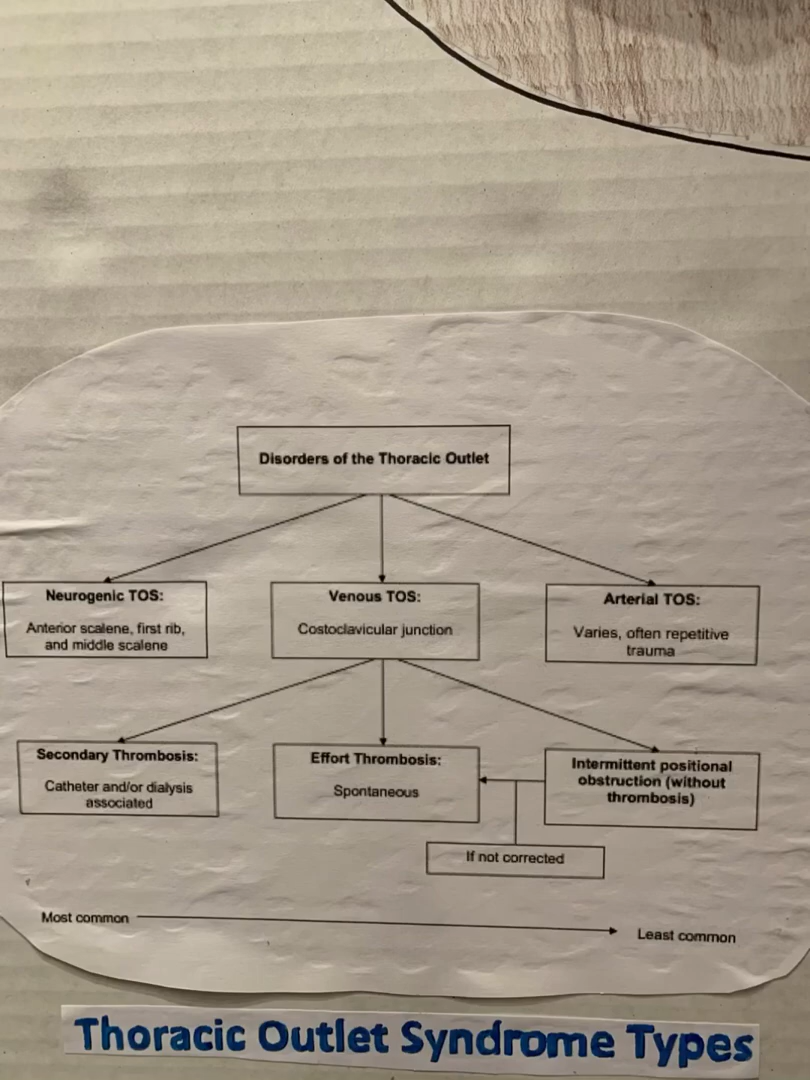 Disorders of the Thoracic Outlet
Neurogenic TOS:
Anterior scalene, first rib,
and middle scalene
Venous TOS:
Costoclavicular junction
Arterial TOS:
Varies, often repetitive
trauma
Secondary Thrombosis:
Catheter and/or dialysis
associated
Effort Thrombosis:
Spontaneous
Intermittent positional
obstruction (without
thrombosis)
If not corrected
Most common
Least common
Thoracic Outlet Syndrome Types